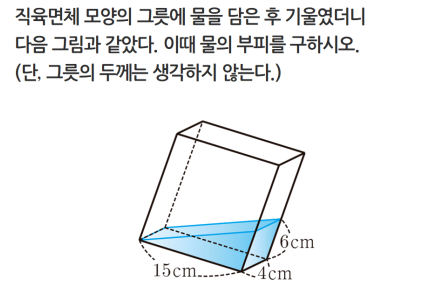 직육면체 모양의 그릇에 물을 담은 후 기울였더니
다음 그림과 같았다. 이때 물의 부피를 구하시오.
(단, 그릇의 두께는 생각하지 않는다.)
6cm
15cm
4cm